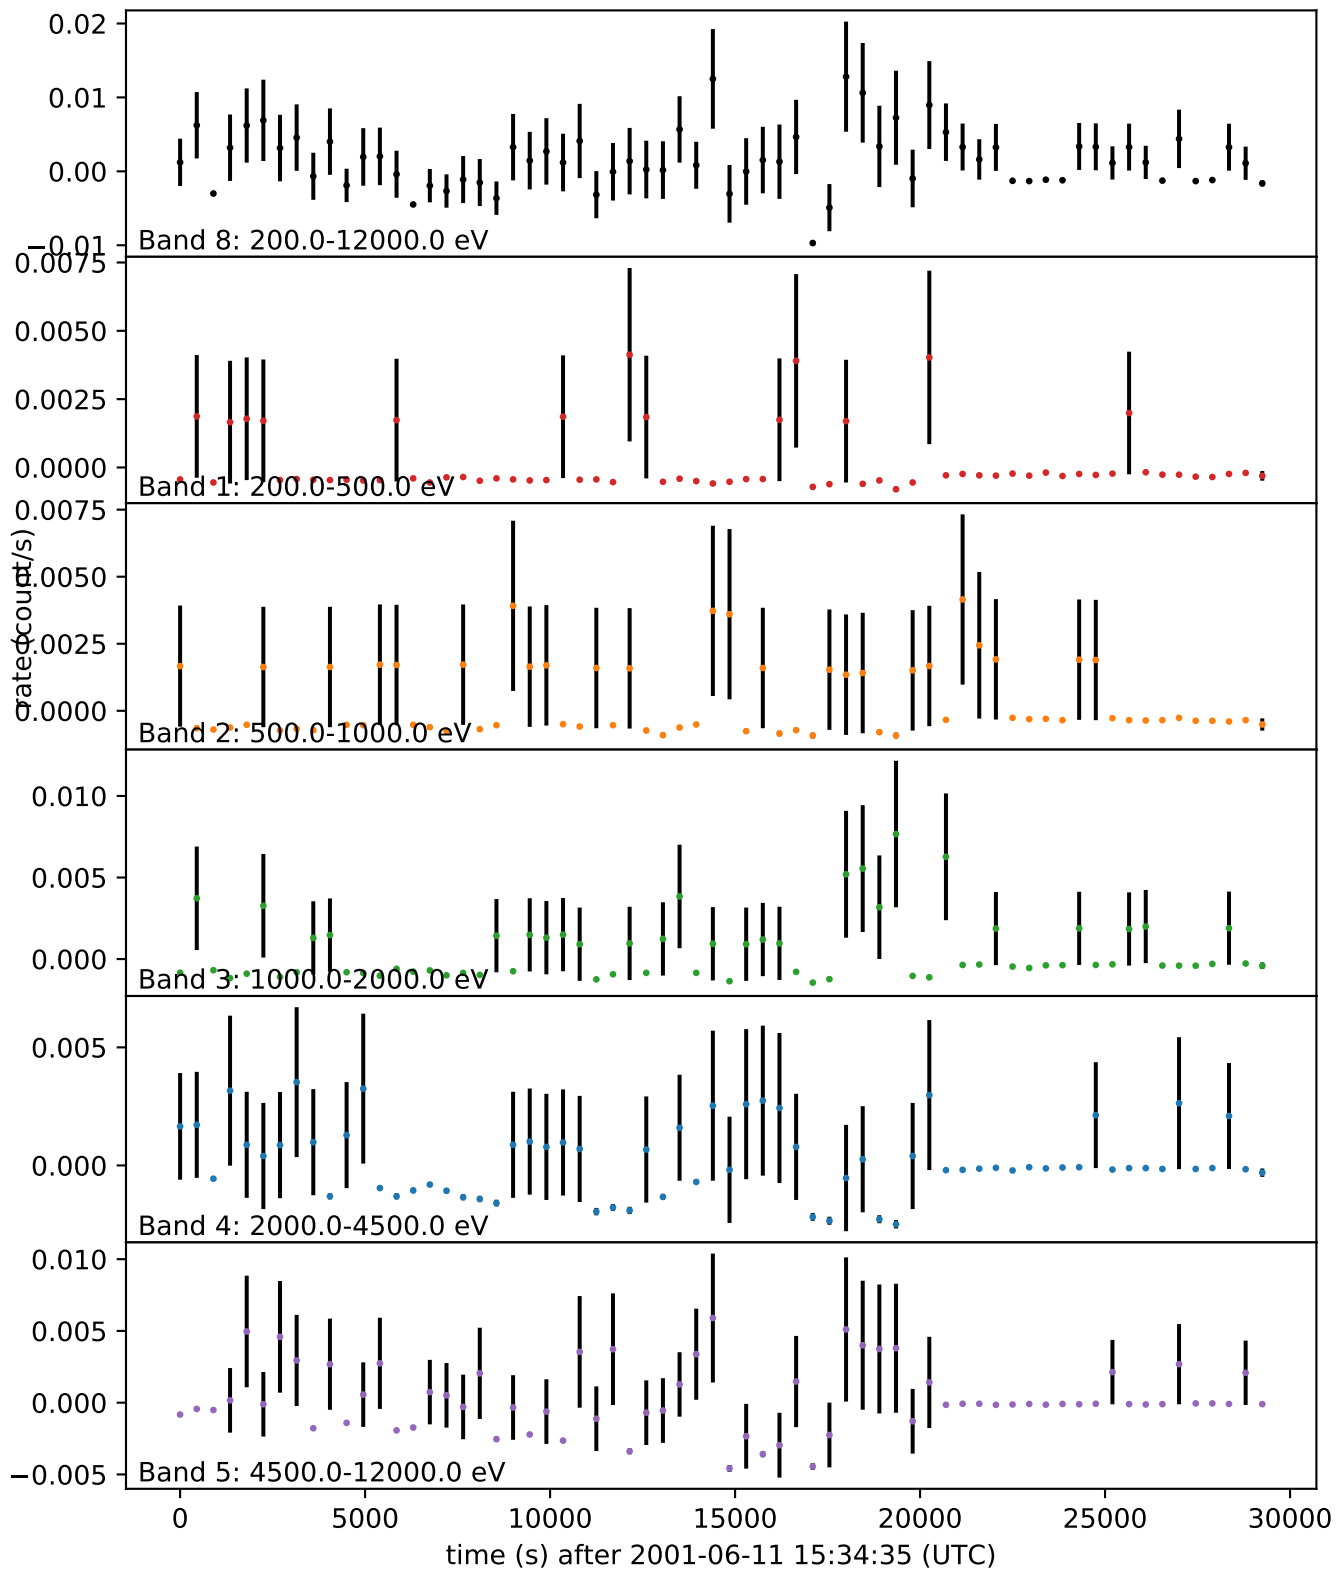 0.02
0.01
0.00
−0.01
Band 8: 200.0-12000.0 eV
0.0075
0.0050
0.0025
0.0000
Band 1: 200.0-500.0 eV
0.0075
0.0050
0.0025
0.0000
Band 2: 500.0-1000.0 eV
rate (count/s)
0.010
0.005
0.000
Band 3: 1000.0-2000.0 eV
0.005
0.000
Band 4: 2000.0-4500.0 eV
0.010
0.005
0.000
−0.005
Band 5: 4500.0-12000.0 eV
0 5000 10000 15000 20000 25000 30000
time (s) after 2001-06-11 15:34:35 (UTC)